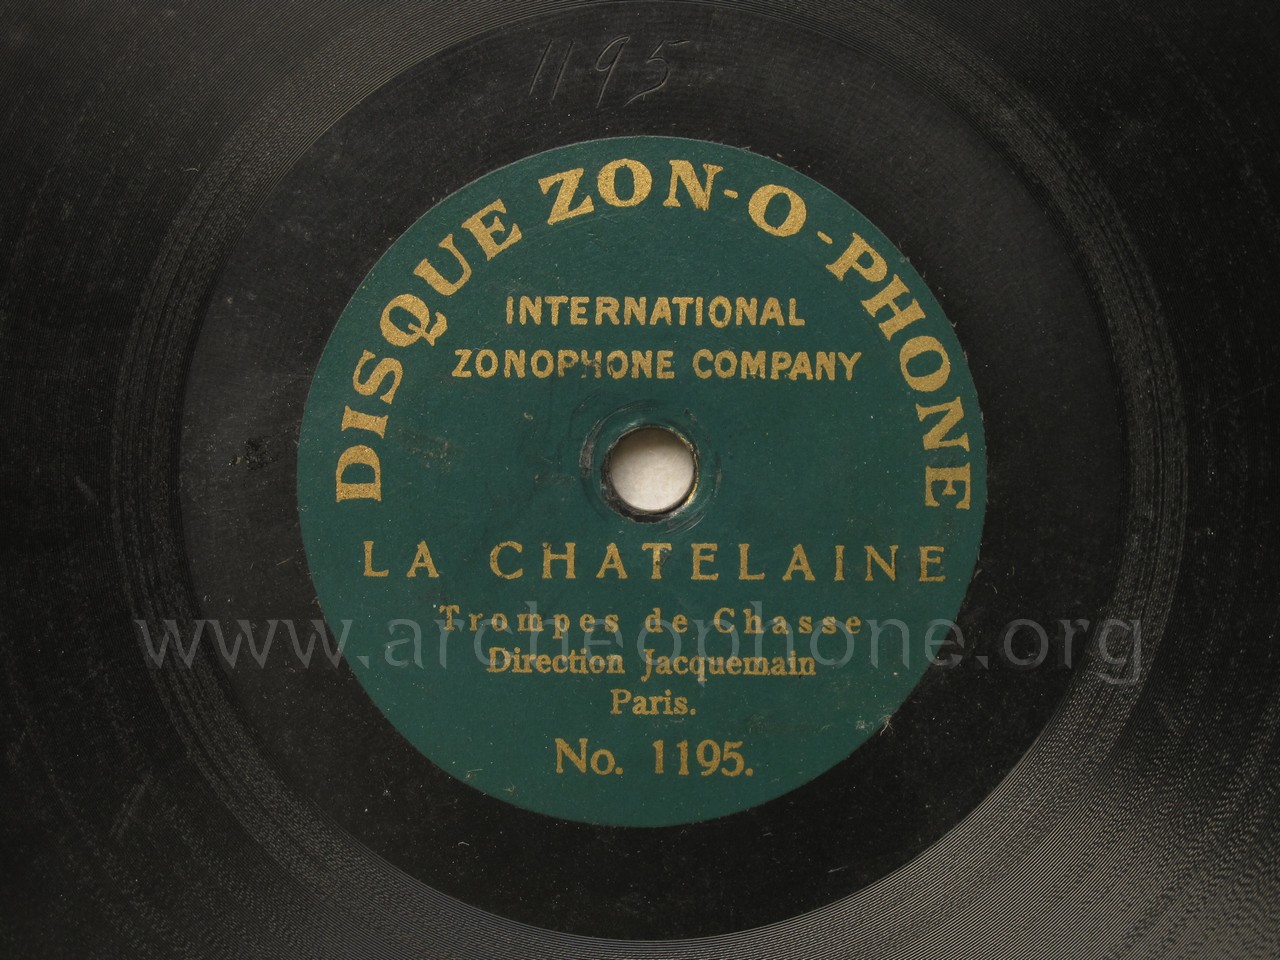 1195
DISQUE ZON-O-PHONE
INTERNATIONAL
ZONOPHONE COMPANY
LA CHATELAINE
Trompes de Chasse
www.archeophone.org
Direction Jacquemain
Paris.
No. 1195.